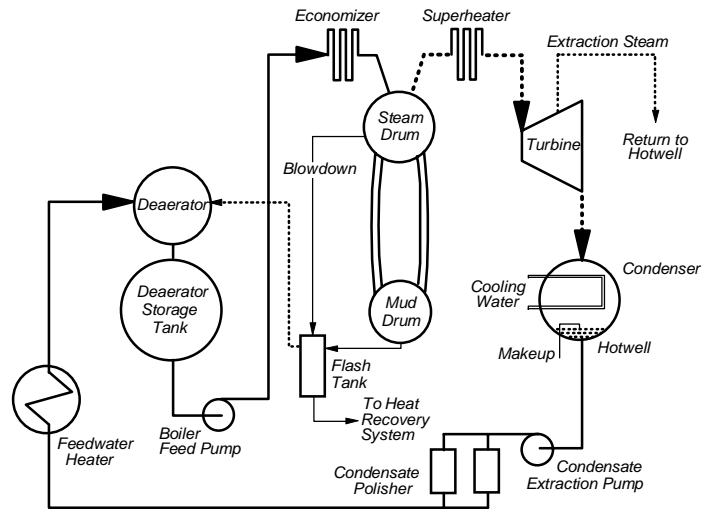 Economizer
Superheater
Extraction Steam
Steam
Drum
Turbine
Return to
Hotwell
Blowdown
Deaerator
Deaerator
Storage
Tank
Cooling
Water
Condenser
Mud
Drum
Makeup
Hotwell
Flash
Tank
To Heat
Recovery
System
Feedwater
Heater
Boiler
Feed Pump
Condensate
Polisher
Condensate
Extraction Pump